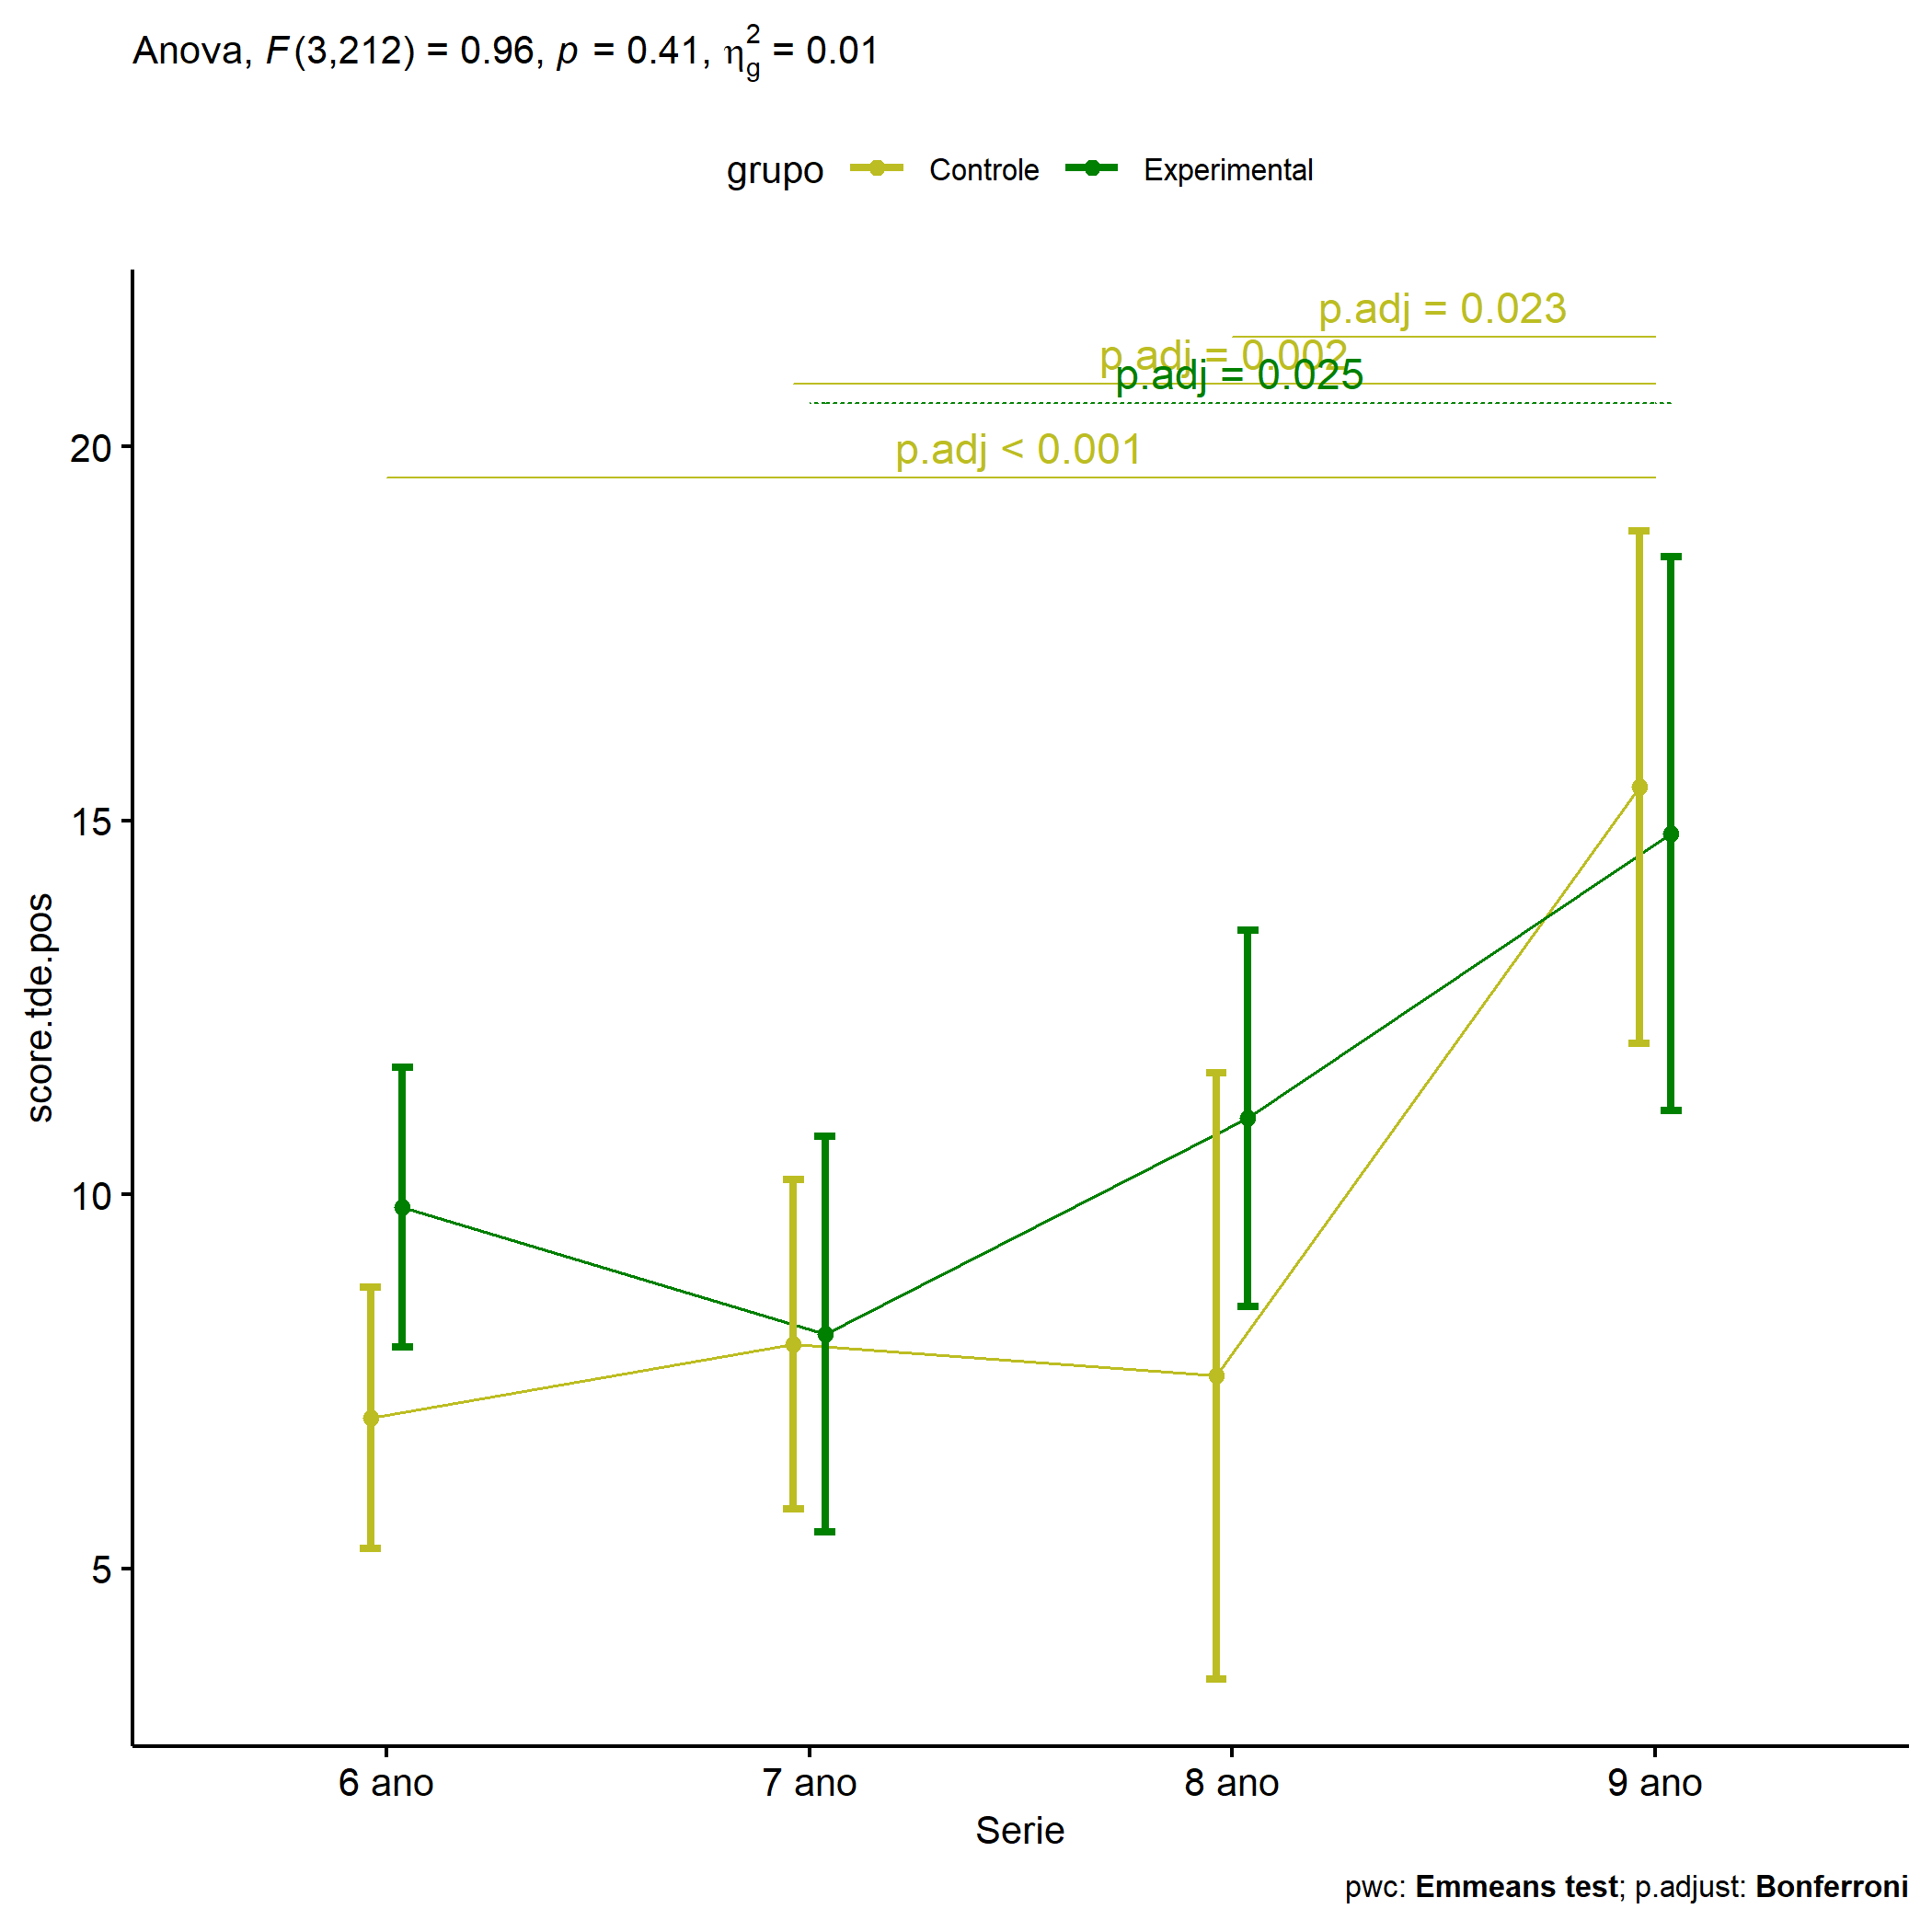 Anova, F(3,212) = 0.96, p = 0.41, η²g = 0.01
grupo Controle Experimental
p.adj = 0.023
p.adj = 0.002
p.adj = 0.025
p.adj < 0.001
20
15
10
5
score.tde.pos
6 ano 7 ano 8 ano 9 ano
Serie
pwc: Emmeans test; p.adjust: Bonferroni